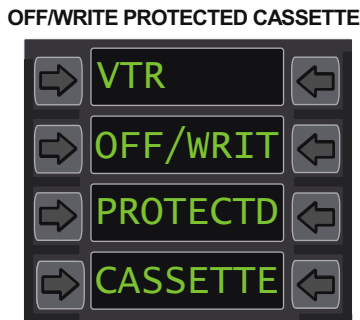 OFF/WRITE PROTECTED CASSETTE
VTR
OFF/WRIT
PROTECTD
CASSETTE